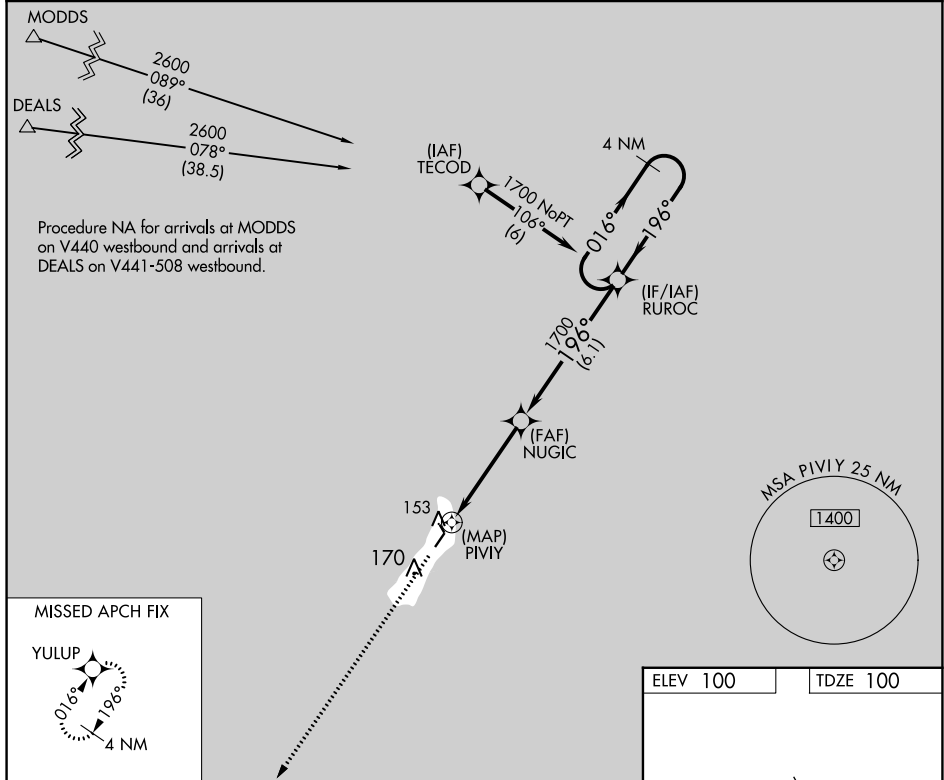 MODDS
2600
089°
(36)
DEALS
2600
078°
(38.5)
Procedure NA for arrivals at MODDS
on V440 westbound and arrivals at
DEALS on V441-508 westbound.
(IAF)
TECOD
1700 NoPT
106°
(6)
4 NM
016°
196°
(IF/IAF)
RUROC
1700
196°
(6.1)
(FAF)
NUGIC
153
(MAP)
PIVIY
170
MSA PIVIY 25 NM
1400
MISSED APCH FIX
YULUP
016°
196°
4 NM
ELEV 100
TDZE 100